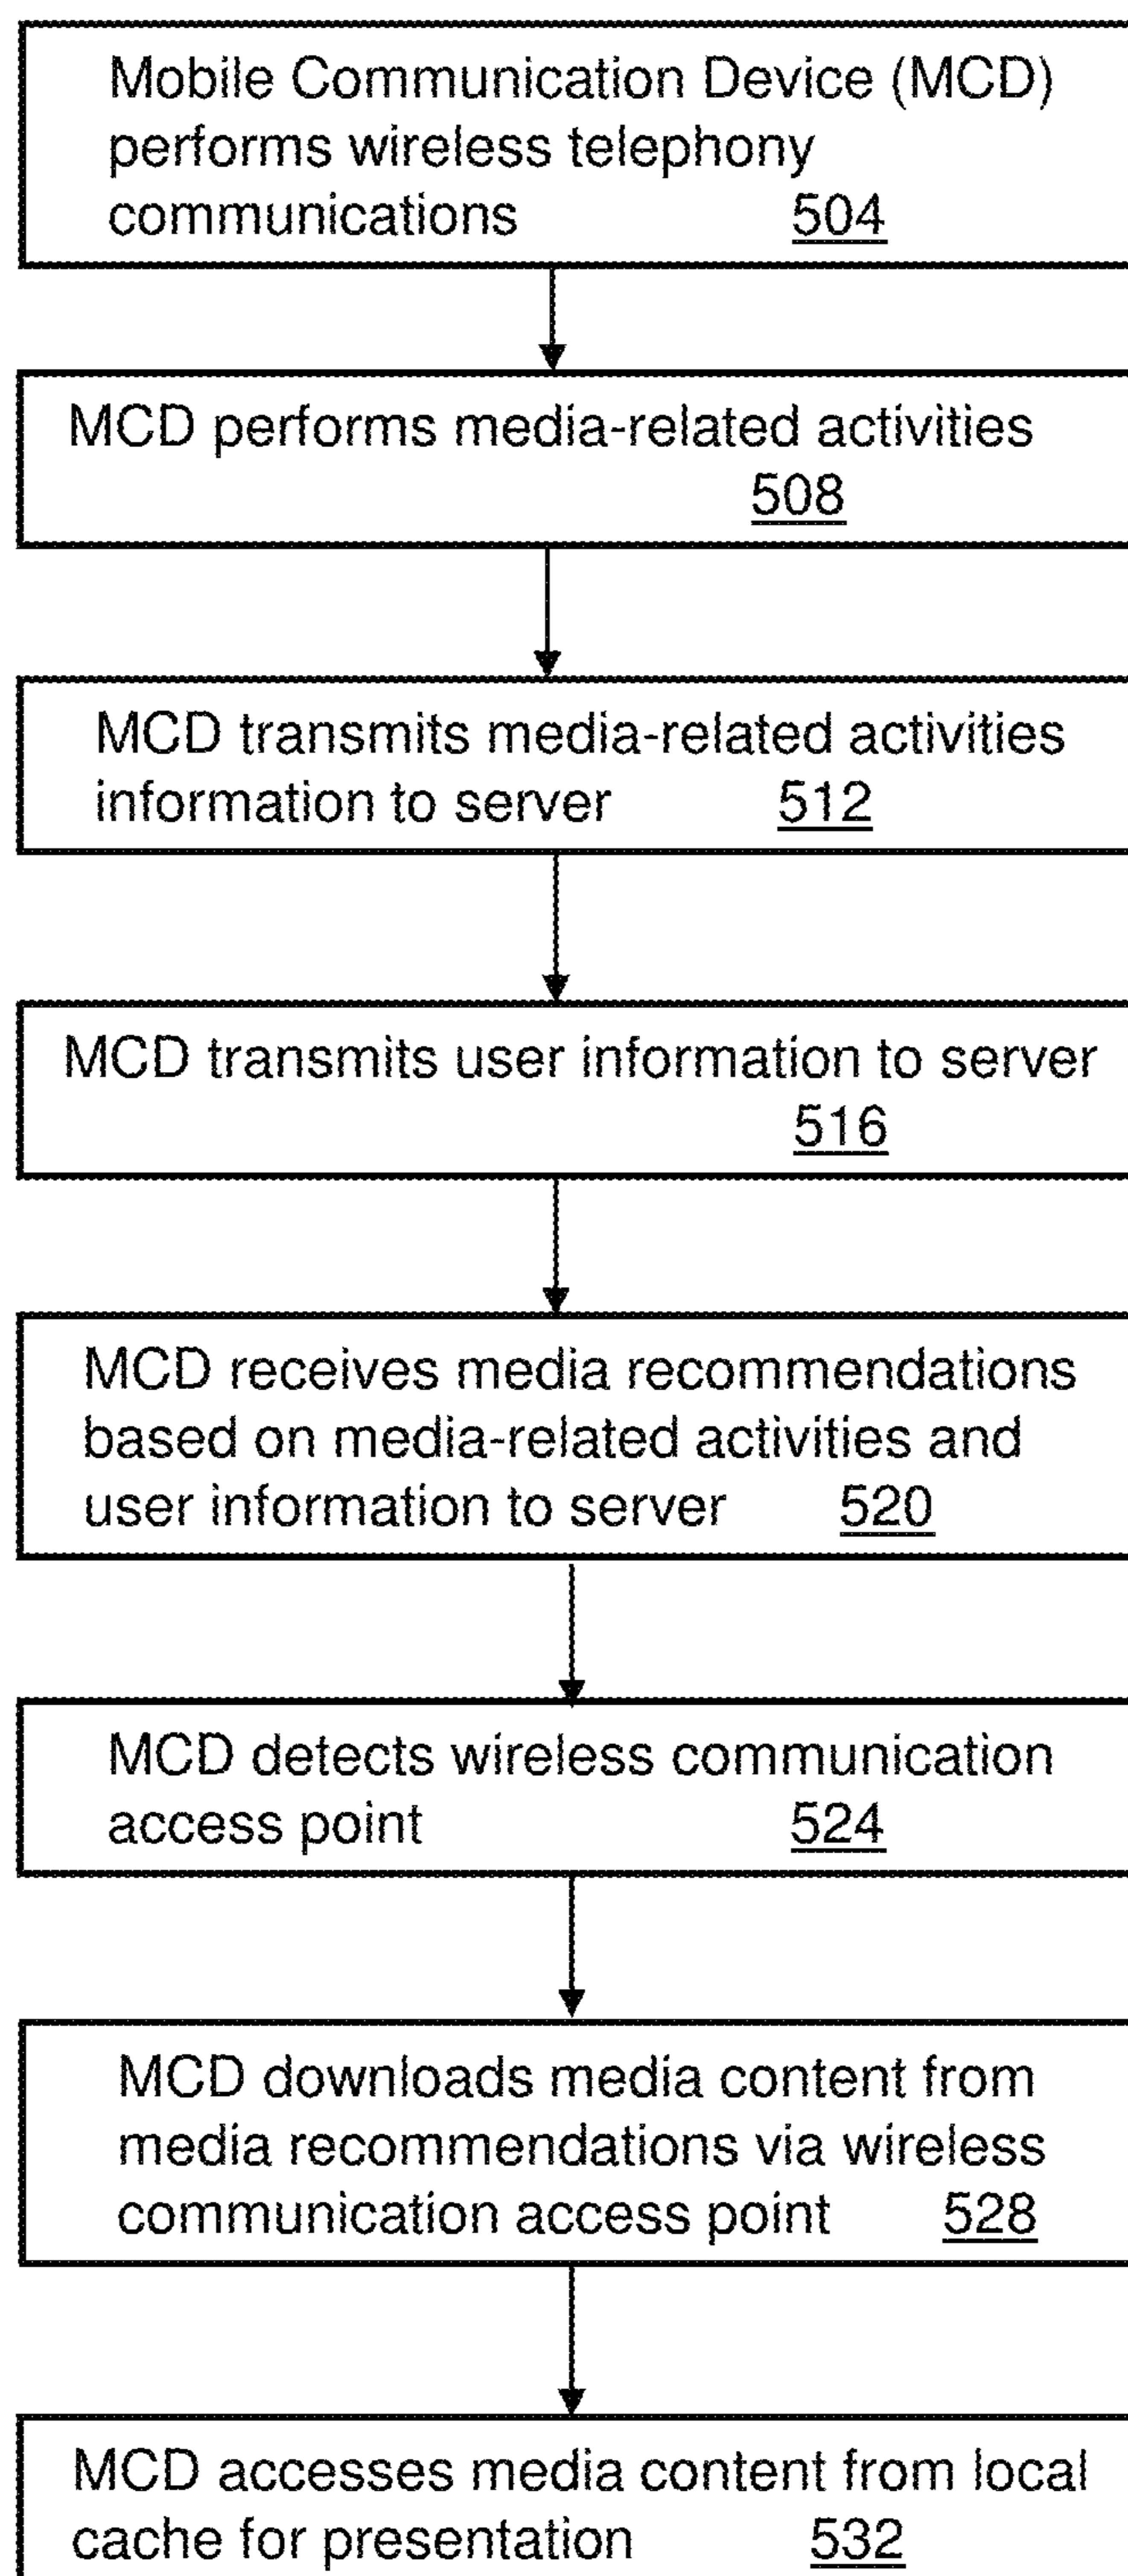 Mobile Communication Device (MCD)
performs wireless telephony
communications 504
MCD performs media-related activities
508
MCD transmits media-related activities
information to server 512
MCD transmits user information to server
516
MCD receives media recommendations
based on media-related activities and
user information to server 520
MCD detects wireless communication
access point 524
MCD downloads media content from
media recommendations via wireless
communication access point 528
MCD accesses media content from local
cache for presentation 532